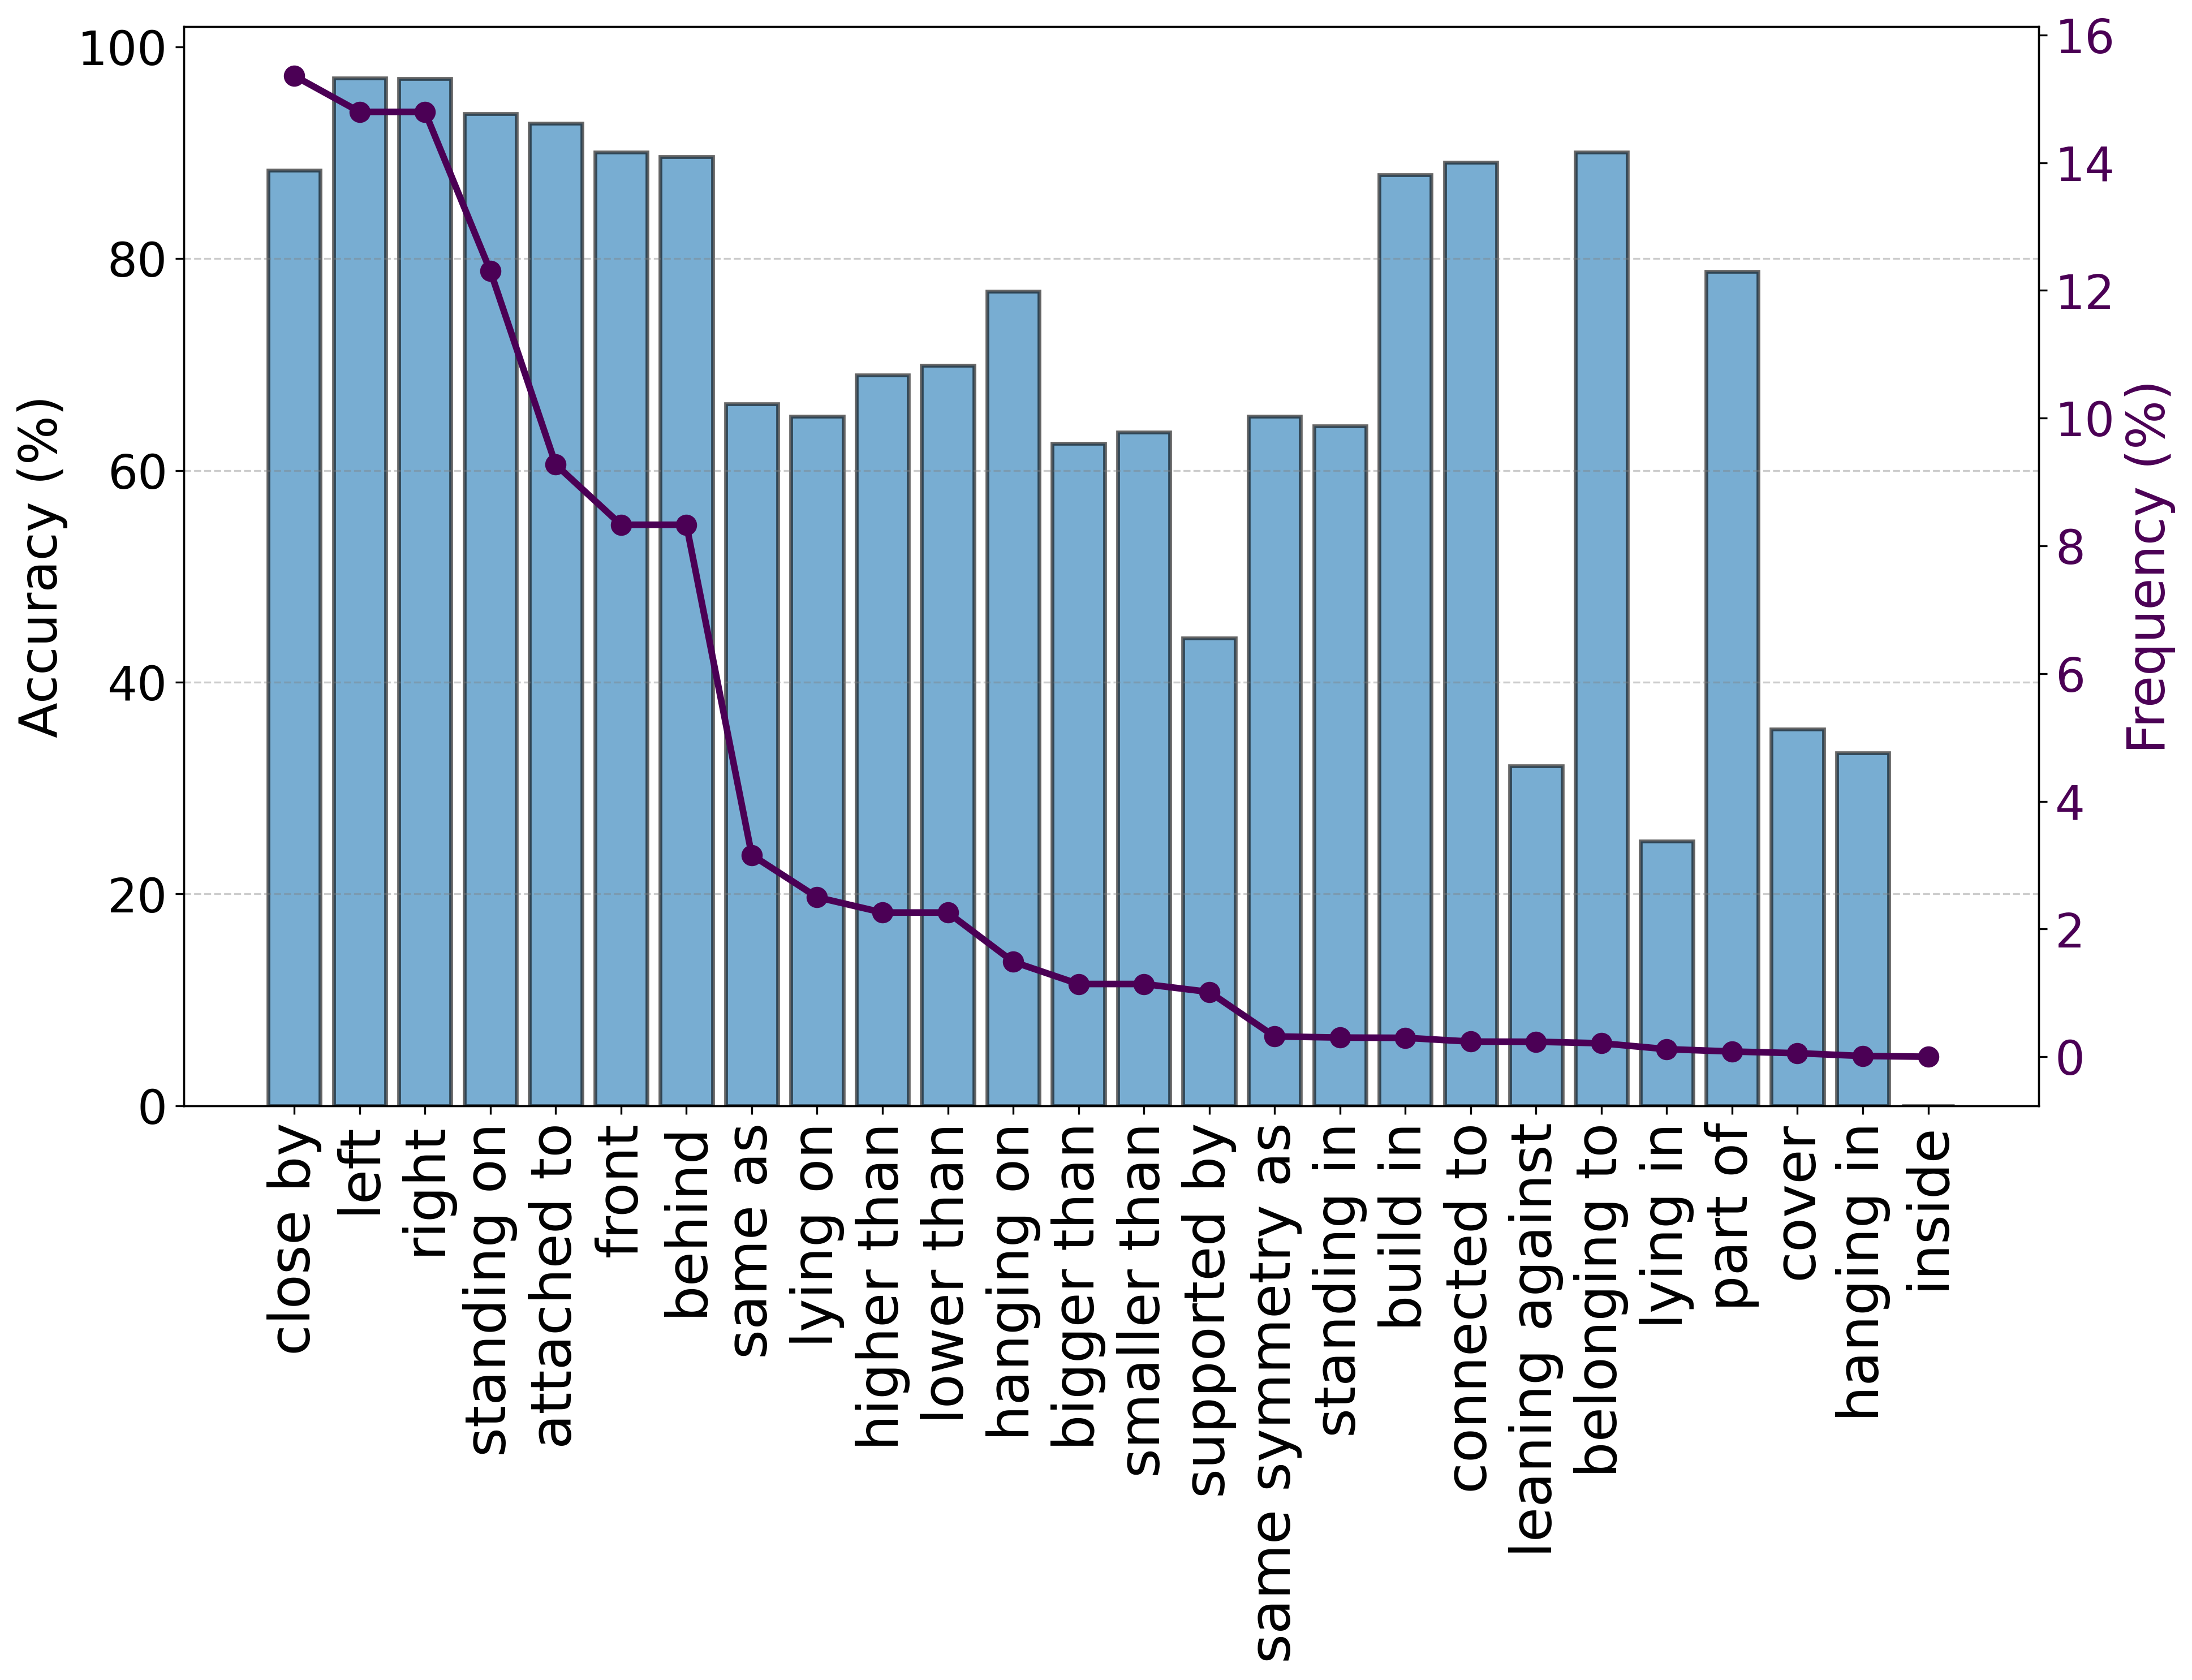 Accuracy (%)
100
80
60
40
20
0
16
14
12
10
8
6
4
2
0
Frequency (%)
close by
left
right
standing on
attached to
front
behind
same as
lying on
higher than
lower than
hanging on
bigger than
smaller than
supported by
same symmetry as
standing in
build in
connected to
leaning against
belonging to
lying in
part of
cover
hanging in
inside